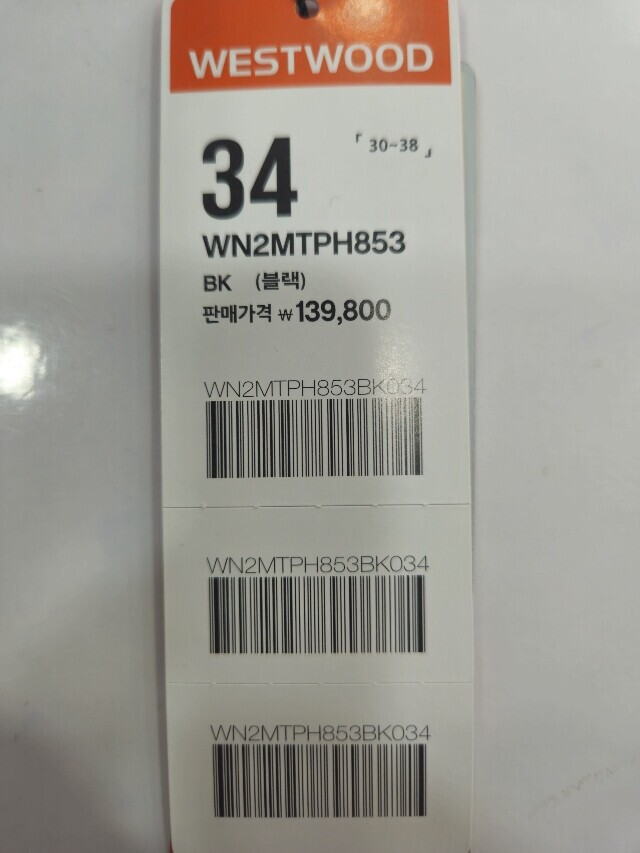 WESTWOOD
34 「30~38」
WN2MTPH853
BK (블랙)
판매가격 ₩139,800
WN2MTPH853BK034
WN2MTPH853BK034
WN2MTPH853BK034